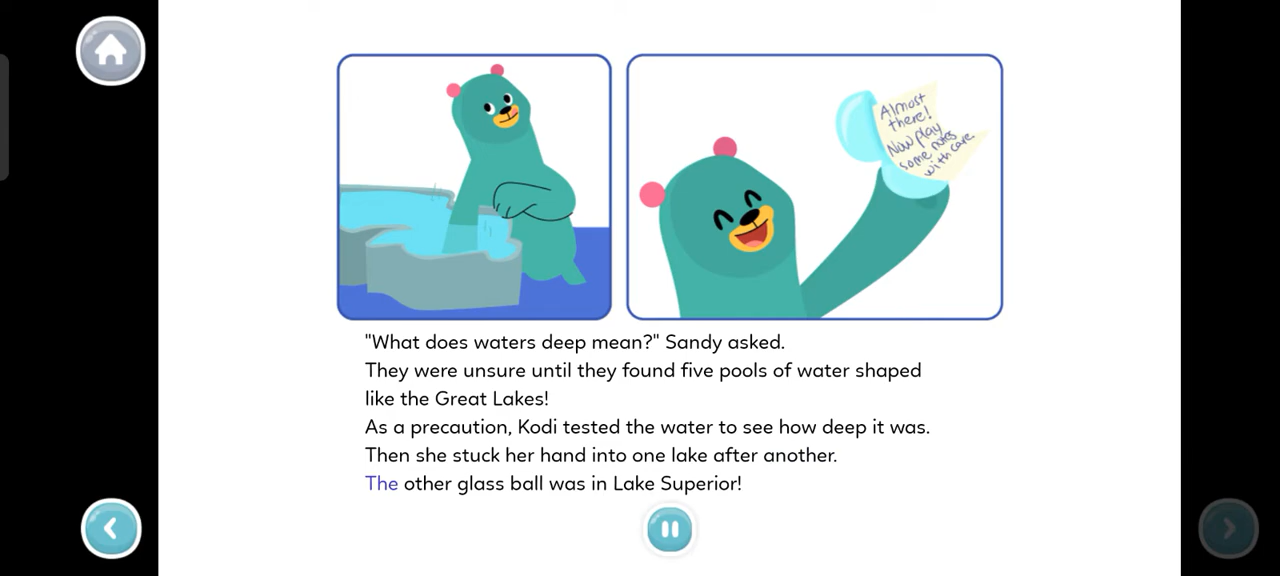 Almost
there!
Now play
some notes
with care
"What does waters deep mean?" Sandy asked.
They were unsure until they found five pools of water shaped
like the Great Lakes!
As a precaution, Kodi tested the water to see how deep it was.
Then she stuck her hand into one lake after another.
The other glass ball was in Lake Superior!